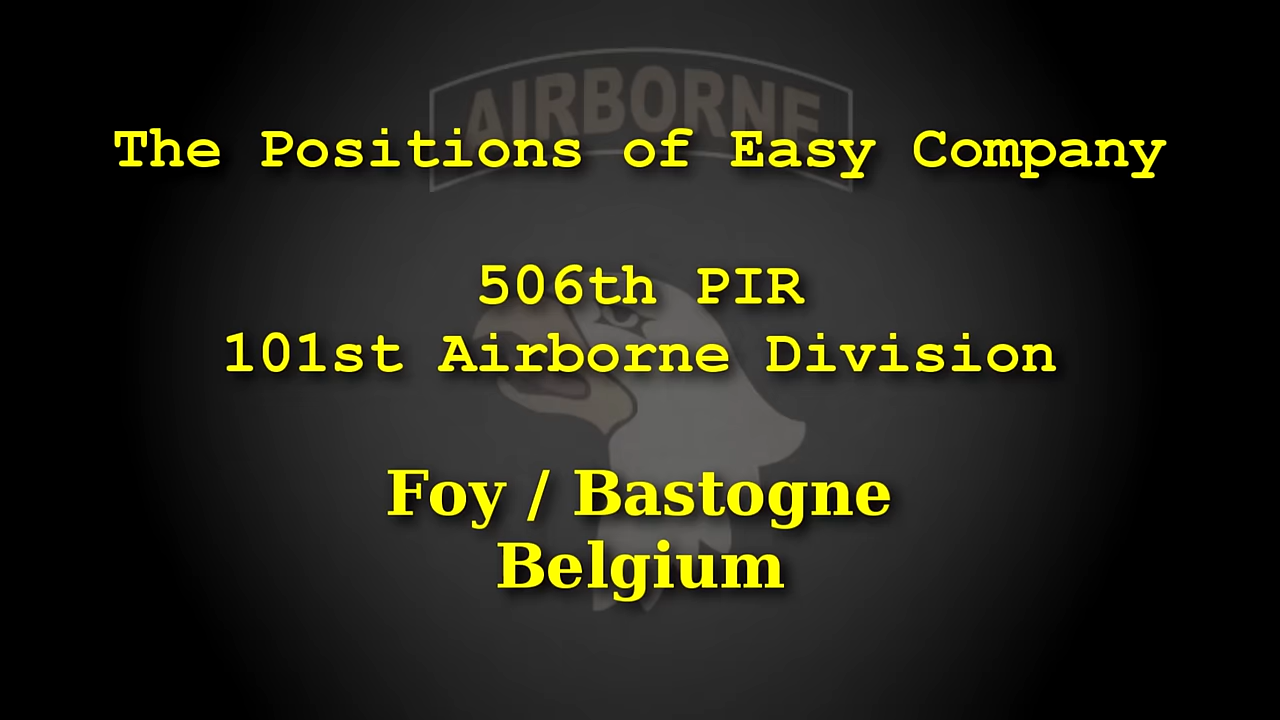 AIRBORNE
The Positions of Easy Company
506th PIR
101st Airborne Division
Foy / Bastogne
Belgium